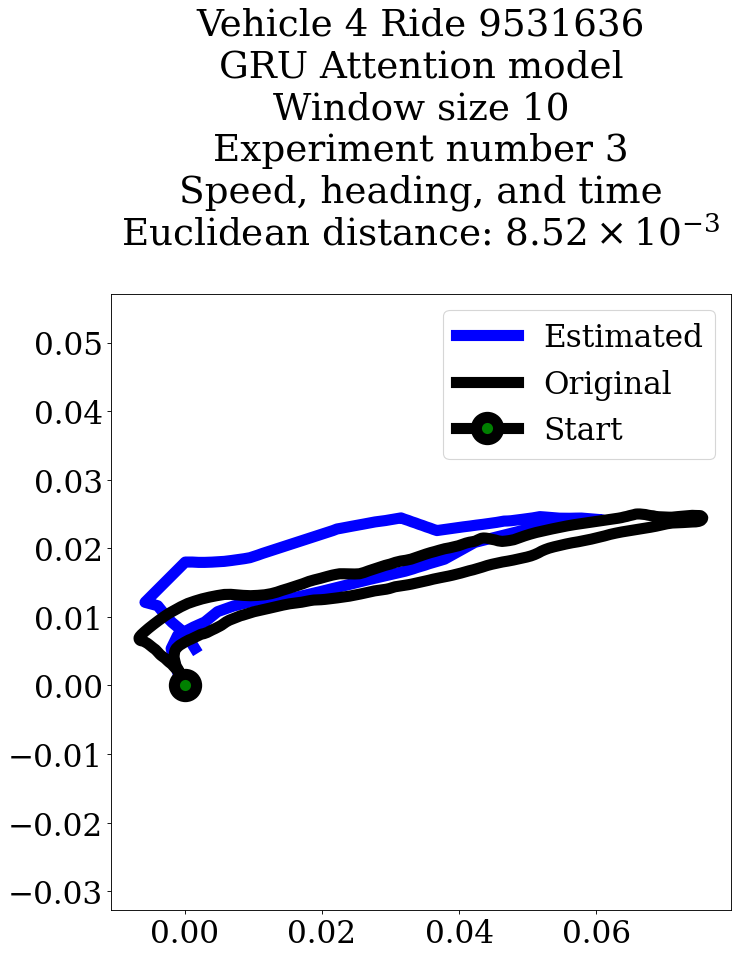 Vehicle 4 Ride 9531636
GRU Attention model
Window size 10
Experiment number 3
Speed, heading, and time
Euclidean distance: 8.52 × 10⁻³
Estimated
Original
Start
0.05
0.04
0.03
0.02
0.01
0.00
−0.01
−0.02
−0.03
0.00 0.02 0.04 0.06